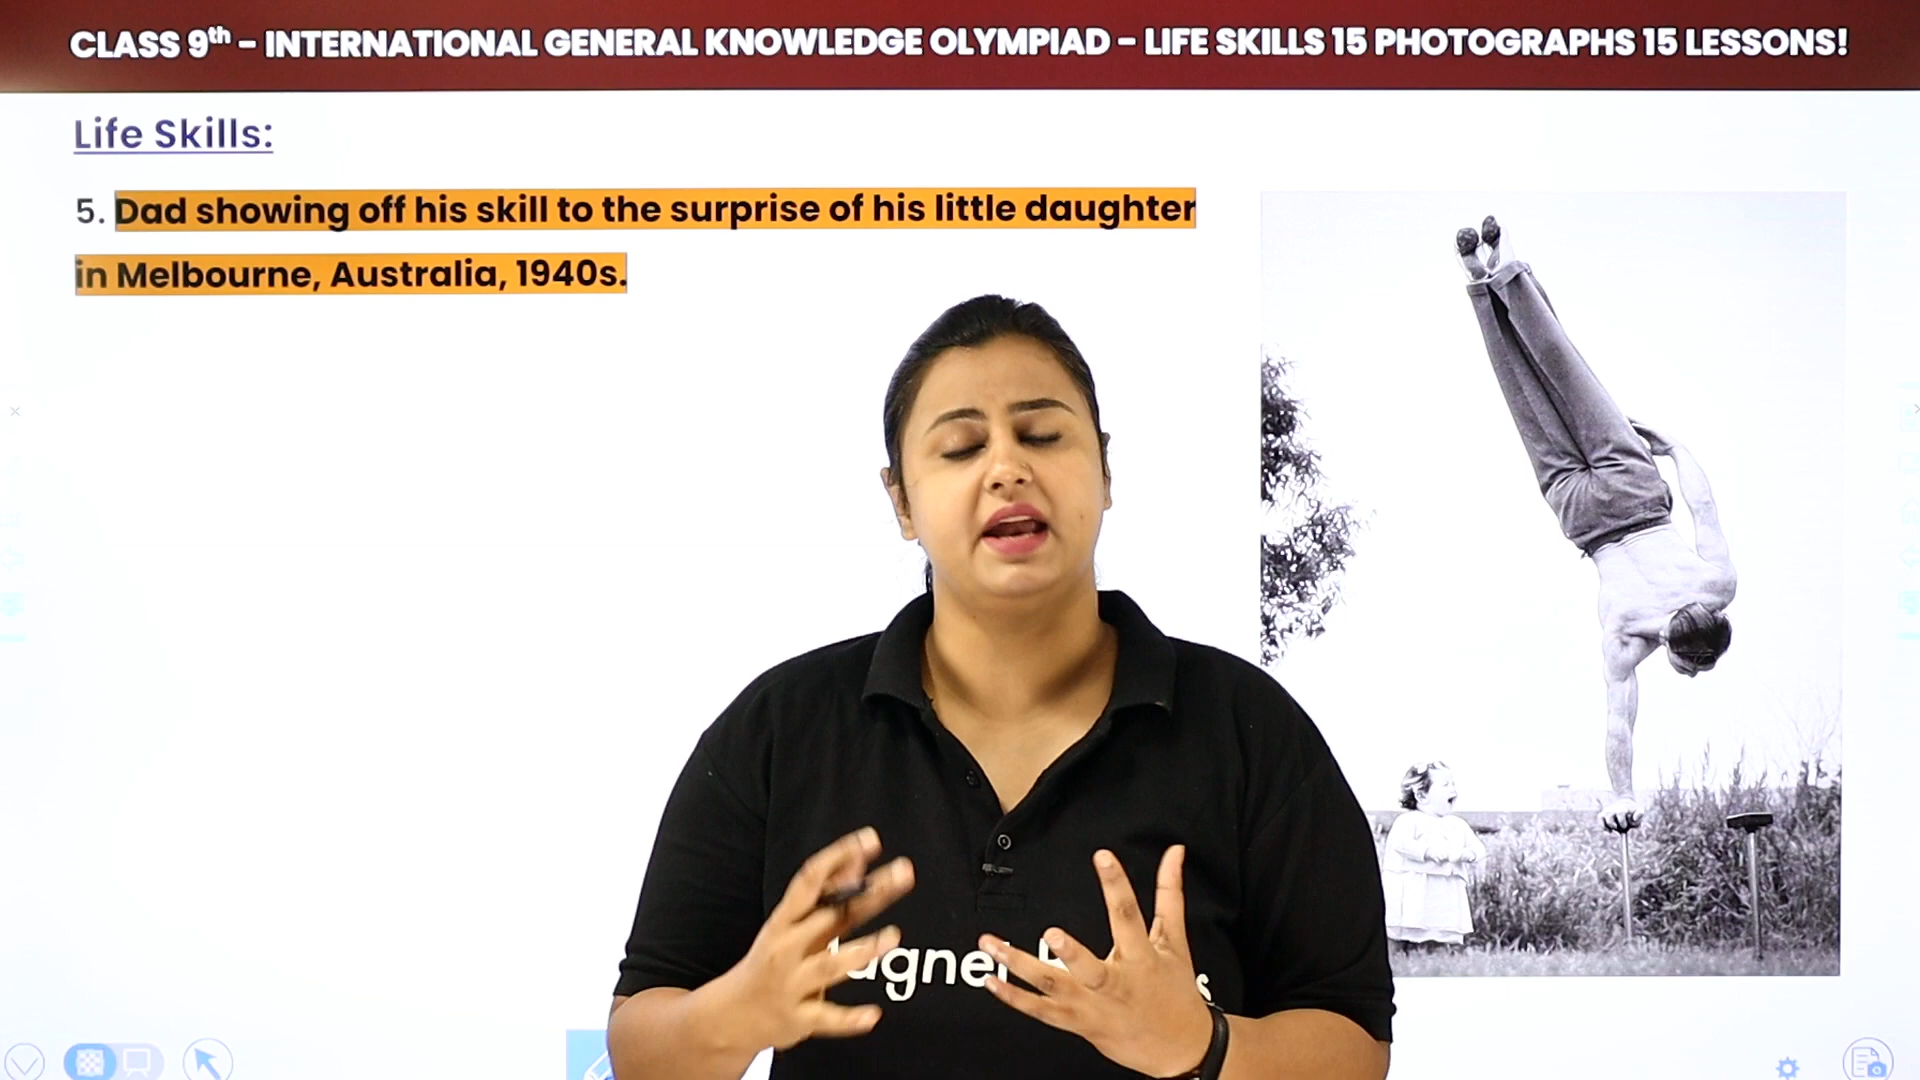 CLASS 9th - INTERNATIONAL GENERAL KNOWLEDGE OLYMPIAD - LIFE SKILLS 15 PHOTOGRAPHS 15 LESSONS!
Life Skills:
5. Dad showing off his skill to the surprise of his little daughter
in Melbourne, Australia, 1940s.